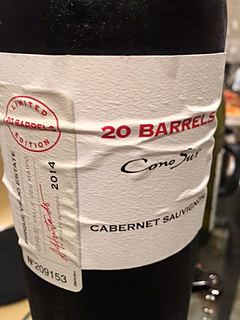 LIMITED
20 BARRELS
EDITION
2014
Nº209153
20 BARRELS
Cono Sur
CABERNET SAUVIGNON